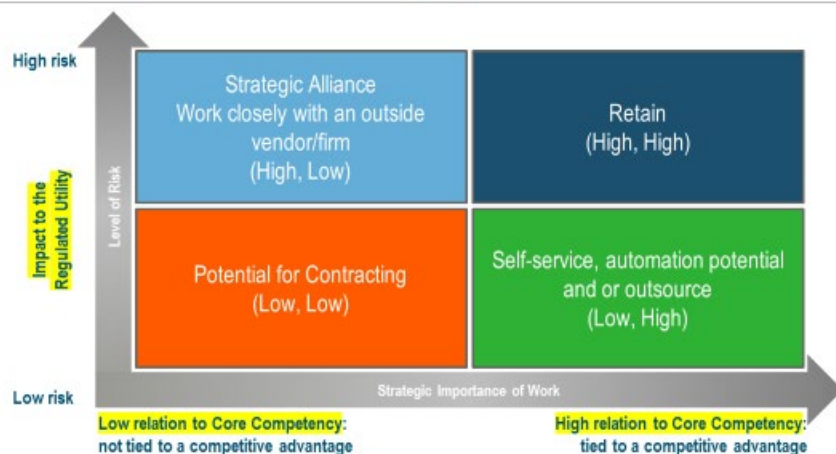 High risk
Strategic Alliance
Work closely with an outside
vendor/firm
(High, Low)
Retain
(High, High)
Impact to the
Regulated Utility
Level of Risk
Potential for Contracting
(Low, Low)
Self-service, automation potential
and or outsource
(Low, High)
Low risk
Strategic Importance of Work
Low relation to Core Competency:
not tied to a competitive advantage
High relation to Core Competency:
tied to a competitive advantage